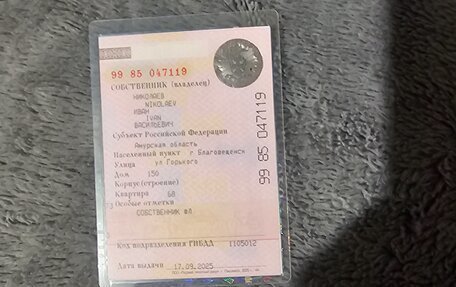 99 85 047119
СОБСТВЕННИК (владелец)
НИКОЛАЕВ
NIKOLAEV
ИВАН
IVAN
ВАСИЛЬЕВИЧ
Субъект Российской Федерации
Амурская область
Населенный пункт г Благовещенск
Улица ул Горького
Дом 150
Корпус(строение)
Квартира 68
Особые отметки
СОБСТВЕННИК ФЛ
Код подразделения ГИБДД 1105012
Дата выдачи 17.09.2025
99 85 047119